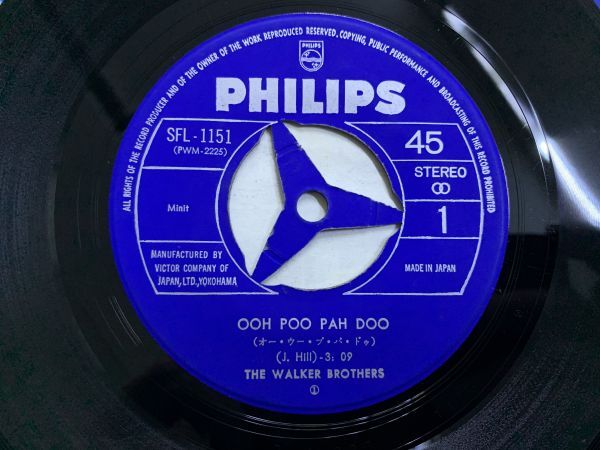 ALL RIGHTS OF THE RECORD PRODUCER AND OF THE OWNER OF THE WORK REPRODUCED RESERVED. COPYING, PUBLIC PERFORMANCE AND BROADCASTING OF THIS RECORD PROHIBITED
PHILIPS
PHILIPS
SFL-1151
(PWM-2225)
45
STEREO
Minit
1
MANUFACTURED BY
VICTOR COMPANY OF
JAPAN, LTD., YOKOHAMA
MADE IN JAPAN
OOH POO PAH DOO
(オー・ウー・プ・パ・ドゥ)
(J. Hill)-3:09
THE WALKER BROTHERS
①